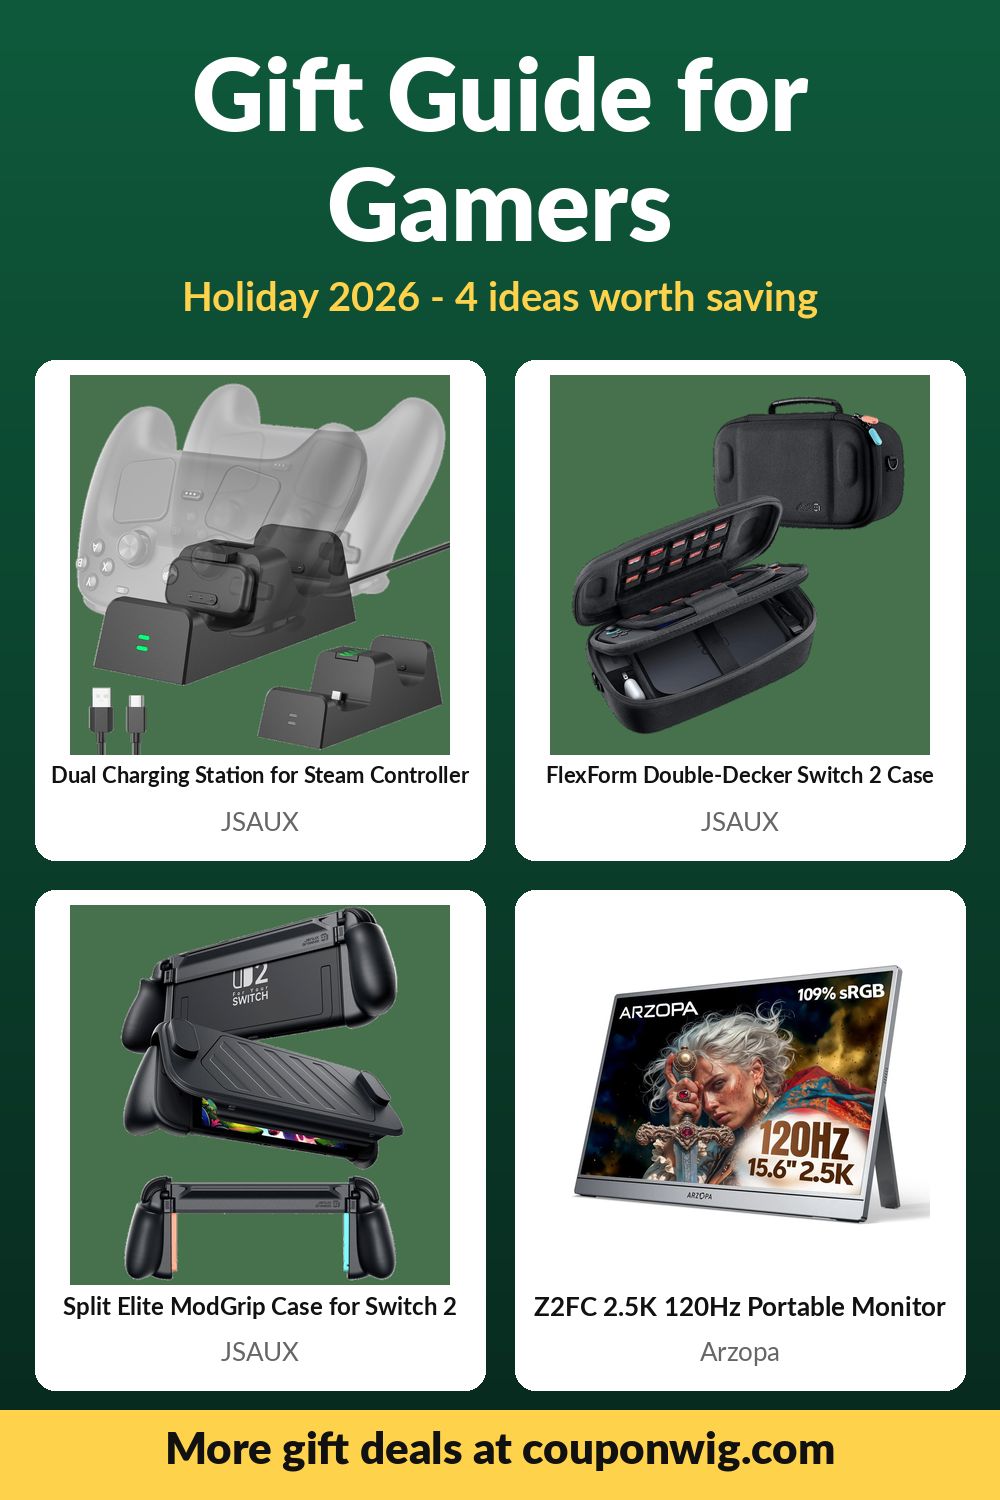 Gift Guide for
Gamers
Holiday 2026 - 4 ideas worth saving
Dual Charging Station for Steam Controller
JSAUX
FlexForm Double-Decker Switch 2 Case
JSAUX
2
For Your
SWITCH
Split Elite ModGrip Case for Switch 2
JSAUX
ARZOPA
109% sRGB
120Hz
15.6" 2.5K
ARZOPA
Z2FC 2.5K 120Hz Portable Monitor
Arzopa
More gift deals at couponwig.com